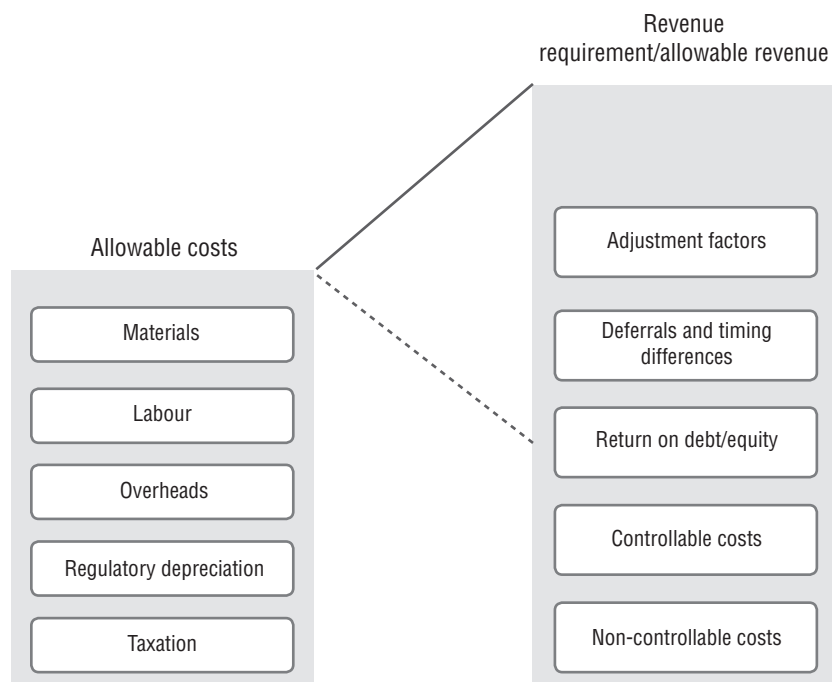 Revenue
requirement/allowable revenue
Allowable costs
Materials
Labour
Overheads
Regulatory depreciation
Taxation
Adjustment factors
Deferrals and timing
differences
Return on debt/equity
Controllable costs
Non-controllable costs